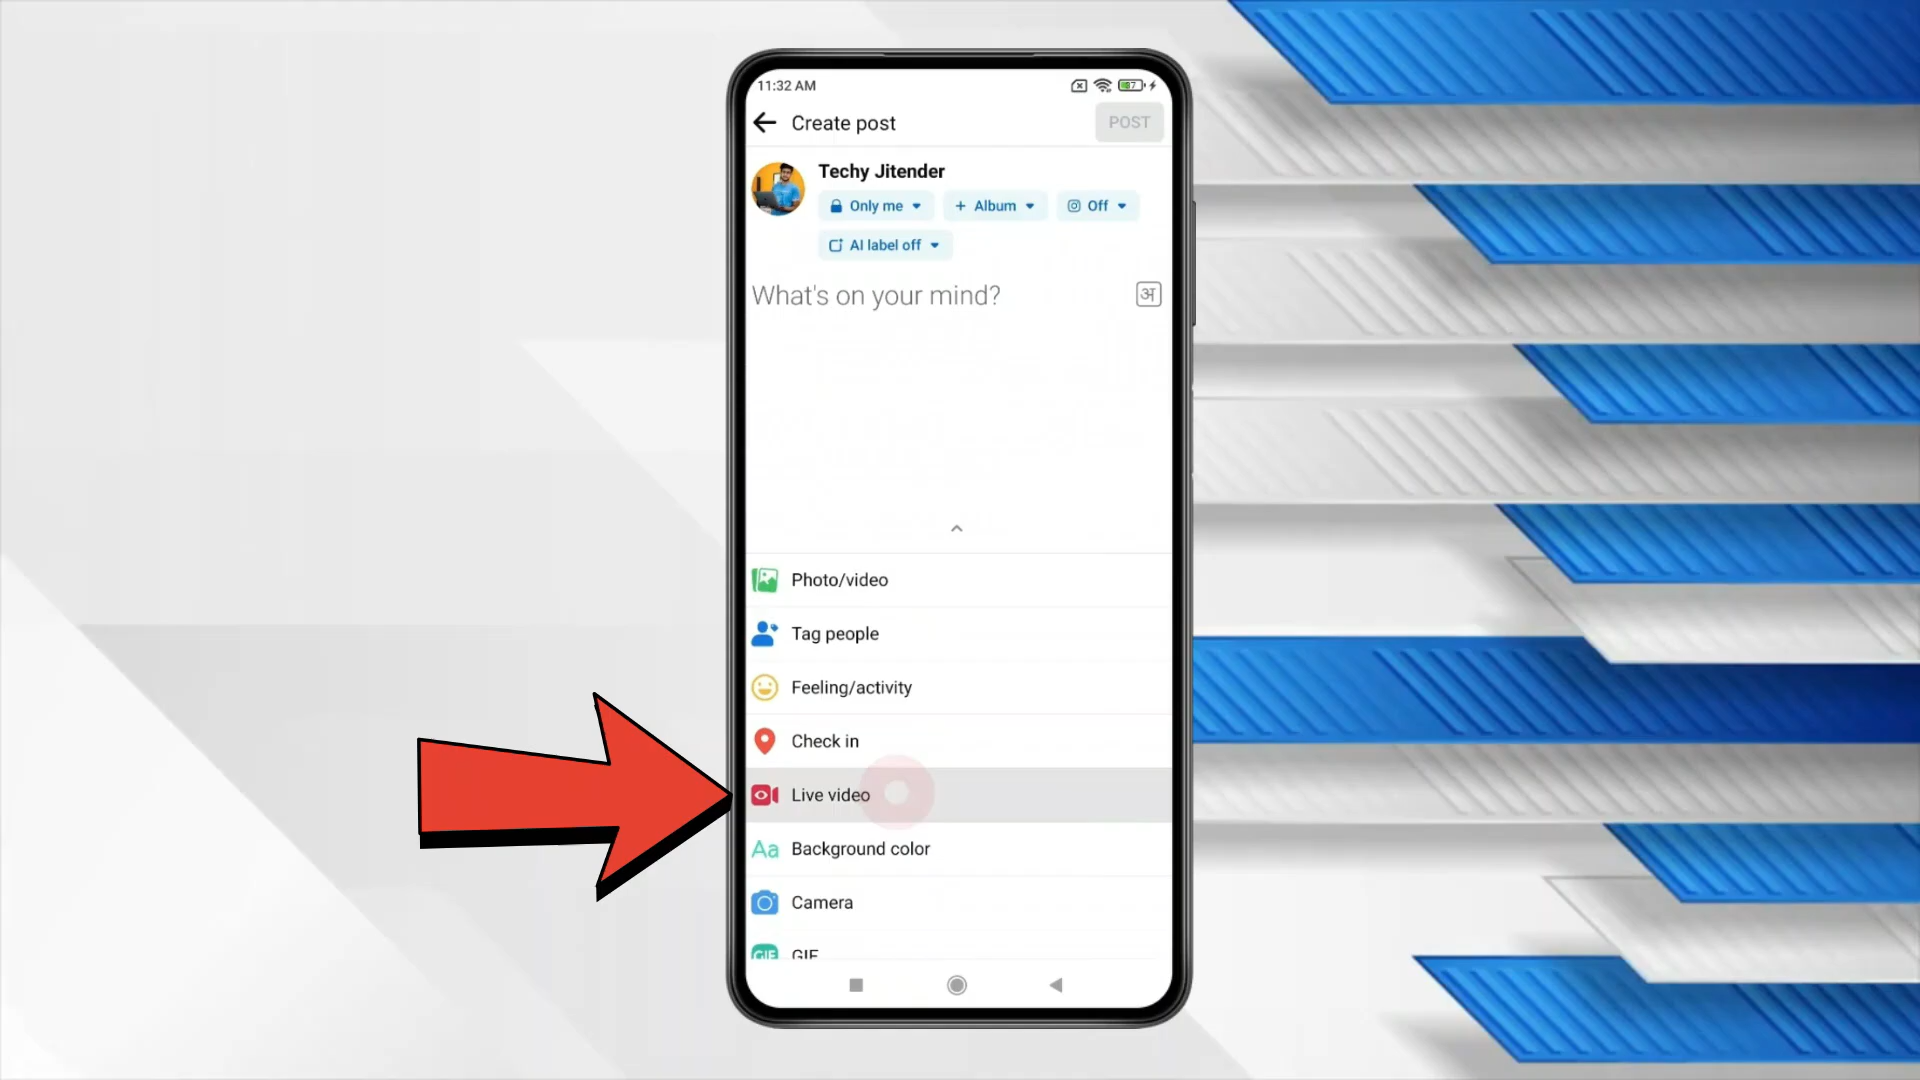 11:32 AM
Create post
POST
Techy Jitender
Only me
+ Album
Off
AI label off
What's on your mind?
अ
Photo/video
Tag people
Feeling/activity
Check in
Live video
Aa Background color
Camera
GIF GIF